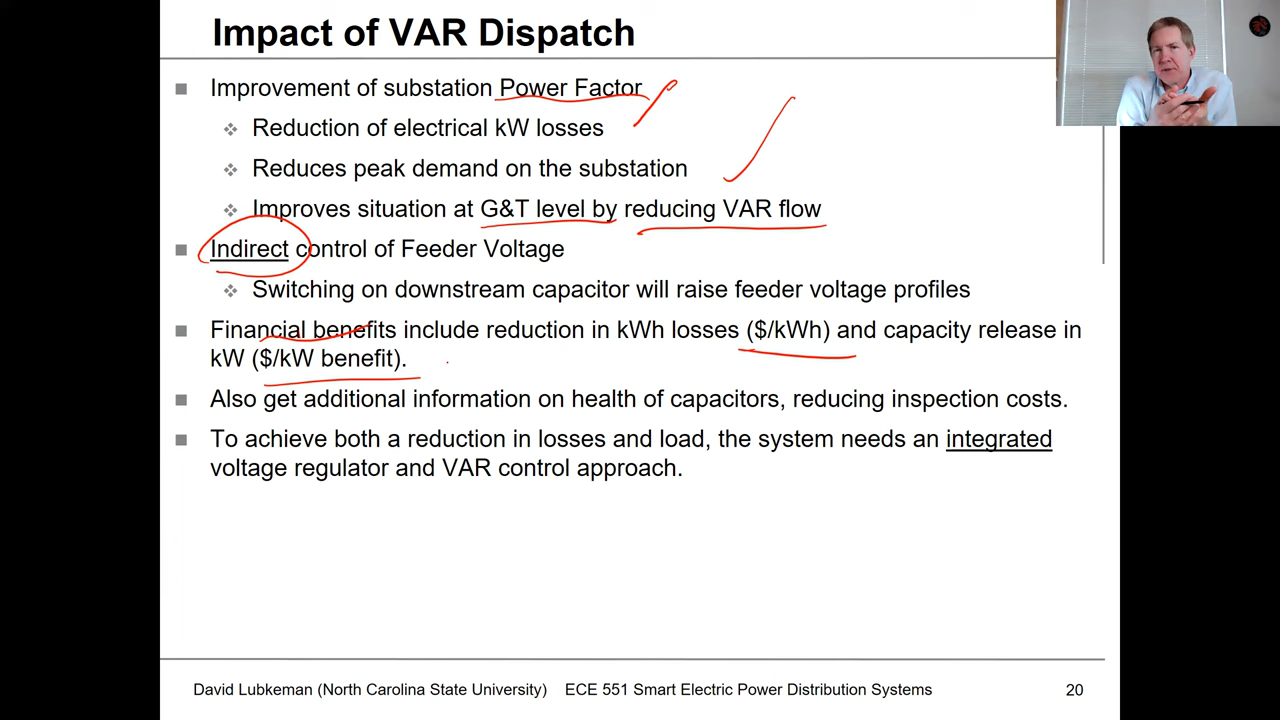 Impact of VAR Dispatch
Improvement of substation Power Factor
Reduction of electrical kW losses
Reduces peak demand on the substation
Improves situation at G&T level by reducing VAR flow
Indirect control of Feeder Voltage
Switching on downstream capacitor will raise feeder voltage profiles
Financial benefits include reduction in kWh losses ($/kWh) and capacity release in
kW ($/kW benefit).
Also get additional information on health of capacitors, reducing inspection costs.
To achieve both a reduction in losses and load, the system needs an integrated
voltage regulator and VAR control approach.
David Lubkeman (North Carolina State University) ECE 551 Smart Electric Power Distribution Systems 20